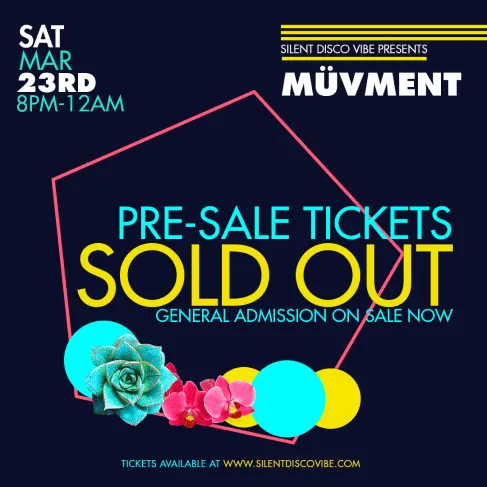 SAT
MAR
23RD
8PM-12AM
SILENT DISCO VIBE PRESENTS
MÜVMENT
PRE-SALE TICKETS
SOLD OUT
GENERAL ADMISSION ON SALE NOW
TICKETS AVAILABLE AT WWW.SILENTDISCOVIBE.COM